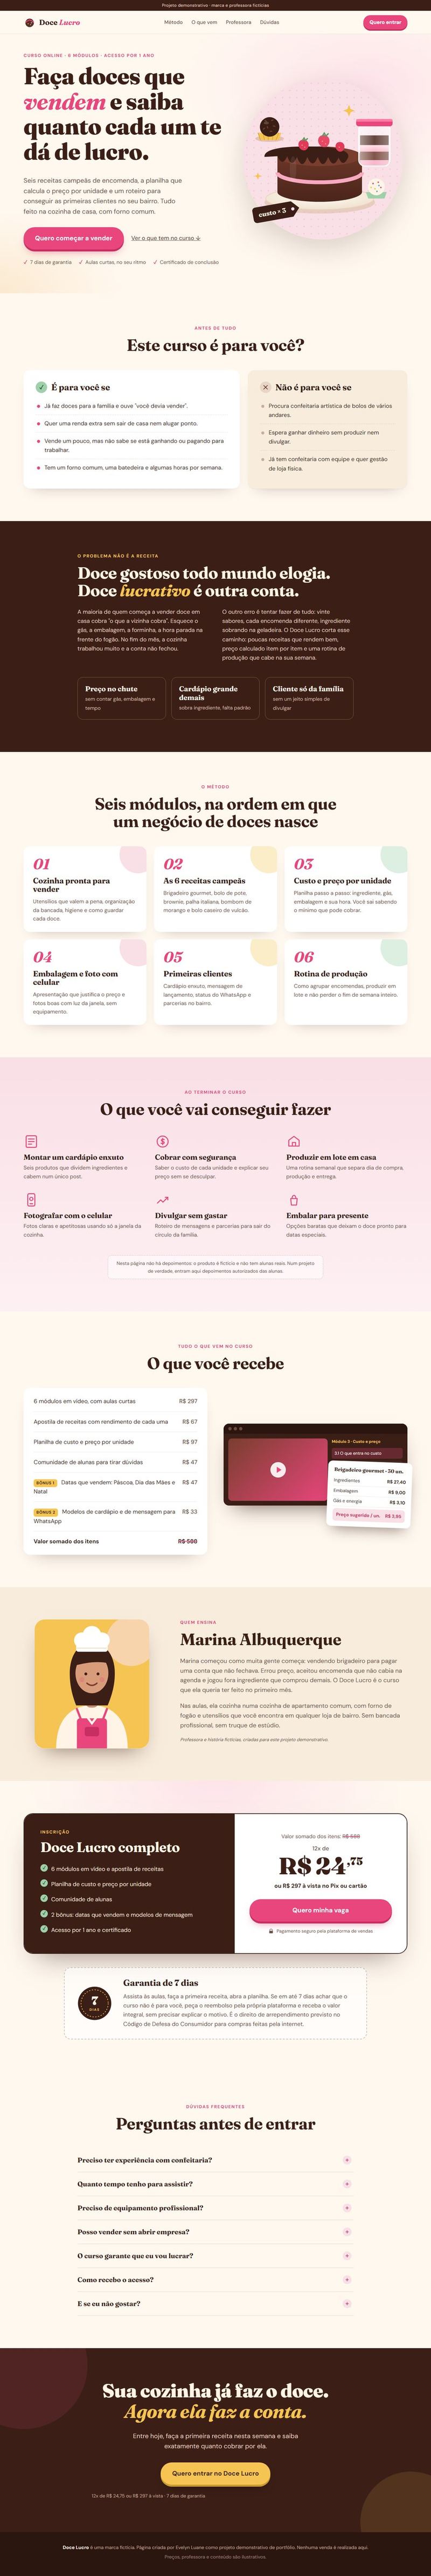 Projeto demonstrativo · marca e professora fictícias
Doce Lucro
Método
O que vem
Professora
Dúvidas
Quero entrar
CURSO ONLINE · 6 MÓDULOS · ACESSO POR 1 ANO
Faça doces que
vendem e saiba
quanto cada um te
dá de lucro.
Seis receitas campeãs de encomenda, a planilha que
calcula o preço por unidade e um roteiro para
conseguir as primeiras clientes no seu bairro. Tudo
feito na cozinha de casa, com forno comum.
Quero começar a vender
Ver o que tem no curso ↓
✓ 7 dias de garantia
✓ Aulas curtas, no seu ritmo
✓ Certificado de conclusão
ANTES DE TUDO
Este curso é para você?
É para você se
Já faz doces para a família e ouve "você devia vender".
Quer uma renda extra sem sair de casa nem alugar ponto.
Vende um pouco, mas não sabe se está ganhando ou pagando para
trabalhar.
Tem um forno comum, uma batedeira e algumas horas por semana.
Não é para você se
Procura confeitaria artística de bolos de vários
andares.
Espera ganhar dinheiro sem produzir nem
divulgar.
Já tem confeitaria com equipe e quer gestão
de loja física.
O PROBLEMA NÃO É A RECEITA
Doce gostoso todo mundo elogia.
Doce lucrativo é outra conta.
A maioria de quem começa a vender doce em
casa cobra "o que a vizinha cobra". Esquece o
gás, a embalagem, a forminha, a hora parada na
frente do fogão. No fim do mês, a cozinha
trabalhou muito e a conta não fechou.
O outro erro é tentar fazer de tudo: vinte
sabores, cada encomenda diferente, ingrediente
sobrando na geladeira. O Doce Lucro corta esse
caminho: poucas receitas que vendem bem,
preço calculado item por item e uma rotina de
produção que cabe na sua semana.
Preço no chute
sem contar gás, embalagem e
tempo
Cardápio grande
demais
sobra ingrediente, falta padrão
Cliente só da família
sem um jeito simples de
divulgar
O MÉTODO
Seis módulos, na ordem em que
um negócio de doces nasce
01
Cozinha pronta para
vender
Utensílios que valem a pena, organização
da bancada, higiene e como guardar
cada doce.
02
As 6 receitas campeãs
Brigadeiro gourmet, bolo de pote,
brownie, palha italiana, bombom de
morango e bolo caseiro de vulcão.
03
Custo e preço por unidade
Planilha passo a passo: ingrediente, gás,
embalagem e sua hora. Você sai sabendo
o mínimo que pode cobrar.
04
Embalagem e foto com
celular
Apresentação que justifica o preço e
fotos boas com luz da janela, sem
equipamento.
05
Primeiras clientes
Cardápio enxuto, mensagem de
lançamento, status do WhatsApp e
parcerias no bairro.
06
Rotina de produção
Como agrupar encomendas, produzir em
lote e não perder o fim de semana inteiro.
AO TERMINAR O CURSO
O que você vai conseguir fazer
Montar um cardápio enxuto
Seis produtos que dividem ingredientes e
cabem num único post.
Cobrar com segurança
Saber o custo de cada unidade e explicar seu
preço sem se desculpar.
Produzir em lote em casa
Uma rotina semanal que separa dia de compra,
produção e entrega.
Fotografar com o celular
Fotos claras e apetitosas usando só a janela da
cozinha.
Divulgar sem gastar
Roteiro de mensagens e parcerias para sair do
círculo da família.
Embalar para presente
Opções baratas que deixam o doce pronto para
datas especiais.
Nesta página não há depoimentos: o produto é fictício e não tem alunas reais. Num projeto
de verdade, entram aqui depoimentos autorizados das alunas.
TUDO O QUE VEM NO CURSO
O que você recebe
6 módulos em vídeo, com aulas curtas R$ 297
Apostila de receitas com rendimento de cada uma R$ 67
Planilha de custo e preço por unidade R$ 97
Comunidade de alunas para tirar dúvidas R$ 47
BÔNUS 1 Datas que vendem: Páscoa, Dia das Mães e R$ 47
Natal
BÔNUS 2 Modelos de cardápio e de mensagem para R$ 33
WhatsApp
Valor somado dos itens R$ 588
Módulo 3 · Custo e preço
3.1 O que entra no custo
Brigadeiro gourmet · 30 un.
Ingredientes R$ 27,40
Embalagem R$ 9,00
Gás e energia R$ 3,10
Preço sugerido / un. R$ 3,95
QUEM ENSINA
Marina Albuquerque
Marina começou como muita gente começa: vendendo brigadeiro para pagar
uma conta que não fechava. Errou preço, aceitou encomenda que não cabia na
agenda e jogou fora ingrediente que comprou demais. O Doce Lucro é o curso
que ela queria ter feito no primeiro mês.
Nas aulas, ela cozinha numa cozinha de apartamento comum, com forno de
fogão e utensílios que você encontra em qualquer loja de bairro. Sem bancada
profissional, sem truque de estúdio.
Professora e história fictícias, criadas para este projeto demonstrativo.
INSCRIÇÃO
Doce Lucro completo
6 módulos em vídeo e apostila de receitas
Planilha de custo e preço por unidade
Comunidade de alunas
2 bônus: datas que vendem e modelos de mensagem
Acesso por 1 ano e certificado
Valor somado dos itens: R$ 588
12x de
R$ 24,75
ou R$ 297 à vista no Pix ou cartão
Quero minha vaga
Pagamento seguro pela plataforma de vendas
7
DIAS
Garantia de 7 dias
Assista às aulas, faça a primeira receita, abra a planilha. Se em até 7 dias achar que o
curso não é para você, peça o reembolso pela própria plataforma e receba o valor
integral, sem precisar explicar o motivo. É o direito de arrependimento previsto no
Código de Defesa do Consumidor para compras feitas pela internet.
DÚVIDAS FREQUENTES
Perguntas antes de entrar
Preciso ter experiência com confeitaria?
Quanto tempo tenho para assistir?
Preciso de equipamento profissional?
Posso vender sem abrir empresa?
O curso garante que eu vou lucrar?
Como recebo o acesso?
E se eu não gostar?
Sua cozinha já faz o doce.
Agora ela faz a conta.
Entre hoje, faça a primeira receita nesta semana e saiba
exatamente quanto cobrar por ela.
Quero entrar no Doce Lucro
12x de R$ 24,75 ou R$ 297 à vista · 7 dias de garantia
Doce Lucro é uma marca fictícia. Página criada por Evelyn Luane como projeto demonstrativo de portfólio. Nenhuma venda é realizada aqui.
Preços, professora e conteúdo são ilustrativos.